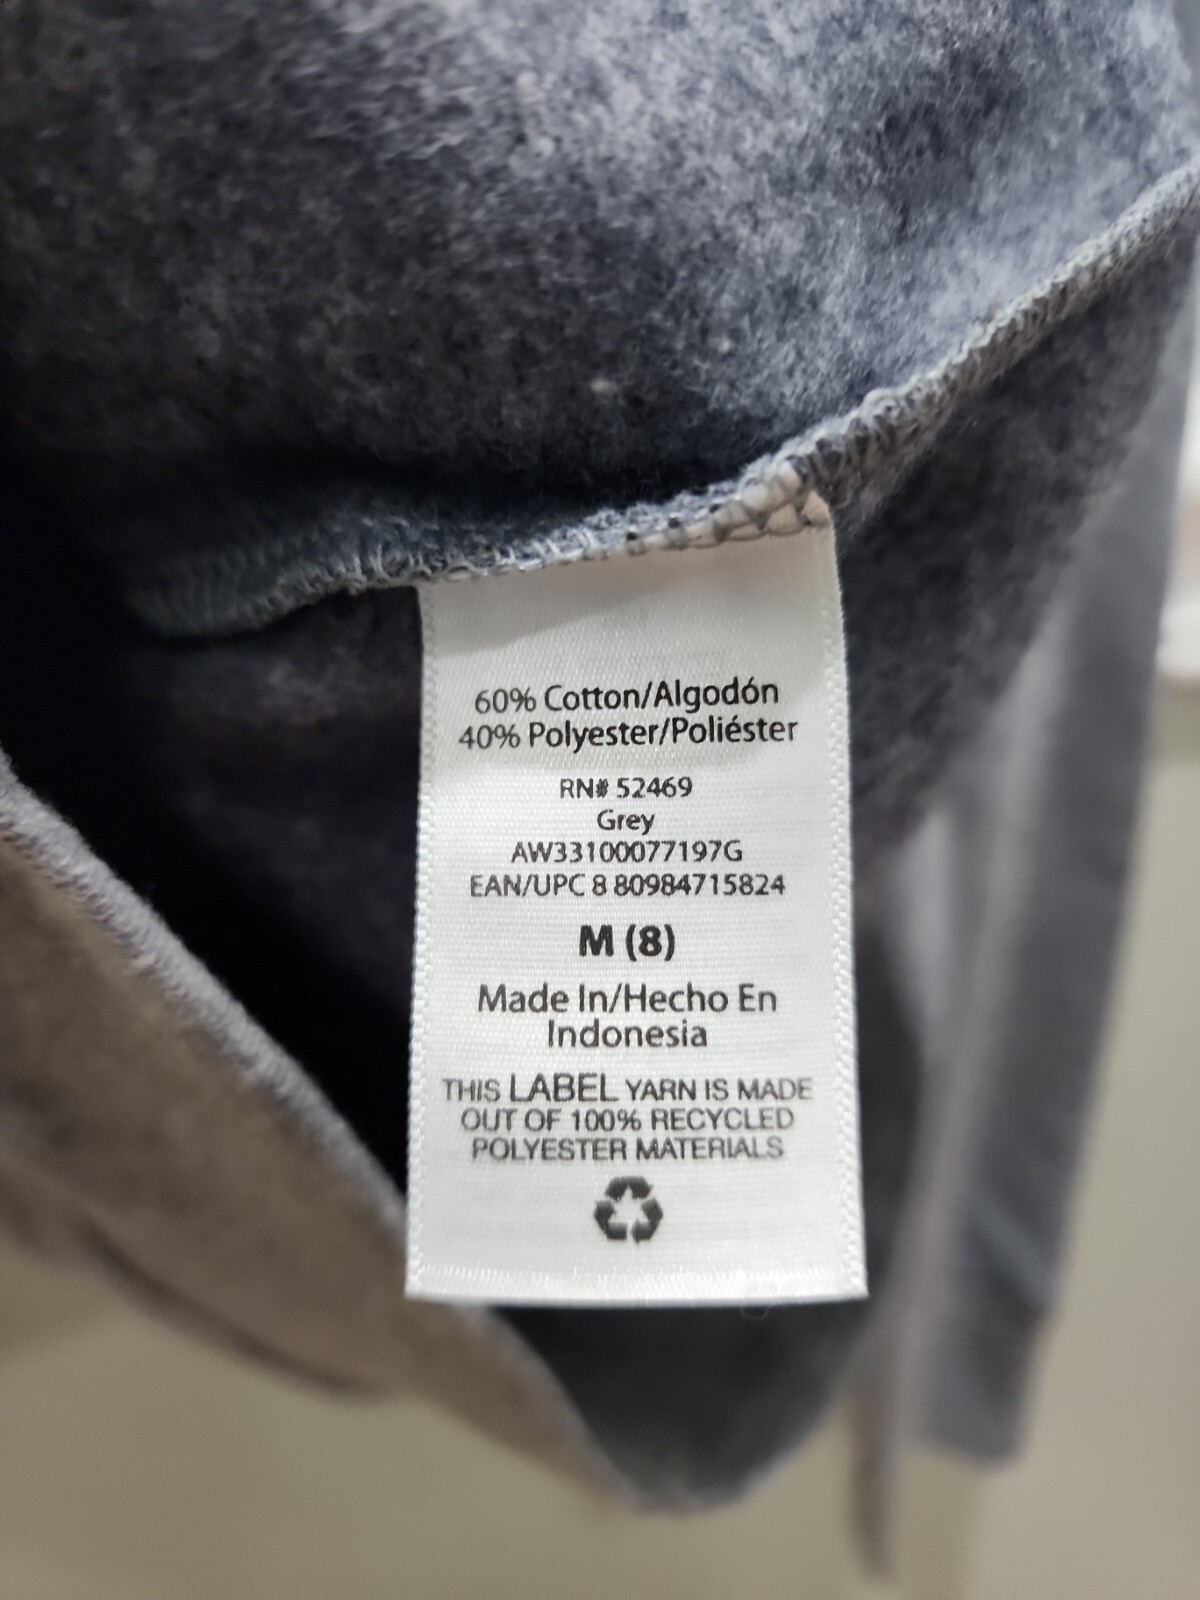 60% Cotton/Algodón
40% Polyester/Poliéster
RN# 52469
Grey
AW33100077197G
EAN/UPC 8 80984715824
M (8)
Made In/Hecho En
Indonesia
THIS LABEL YARN IS MADE
OUT OF 100% RECYCLED
POLYESTER MATERIALS